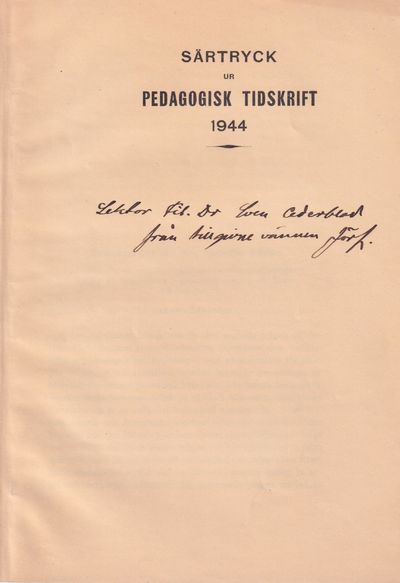 SÄRTRYCK
UR
PEDAGOGISK TIDSKRIFT
1944
Lektor Fil. Dr Sven Cederblad
från tillgivne vännen Förf.